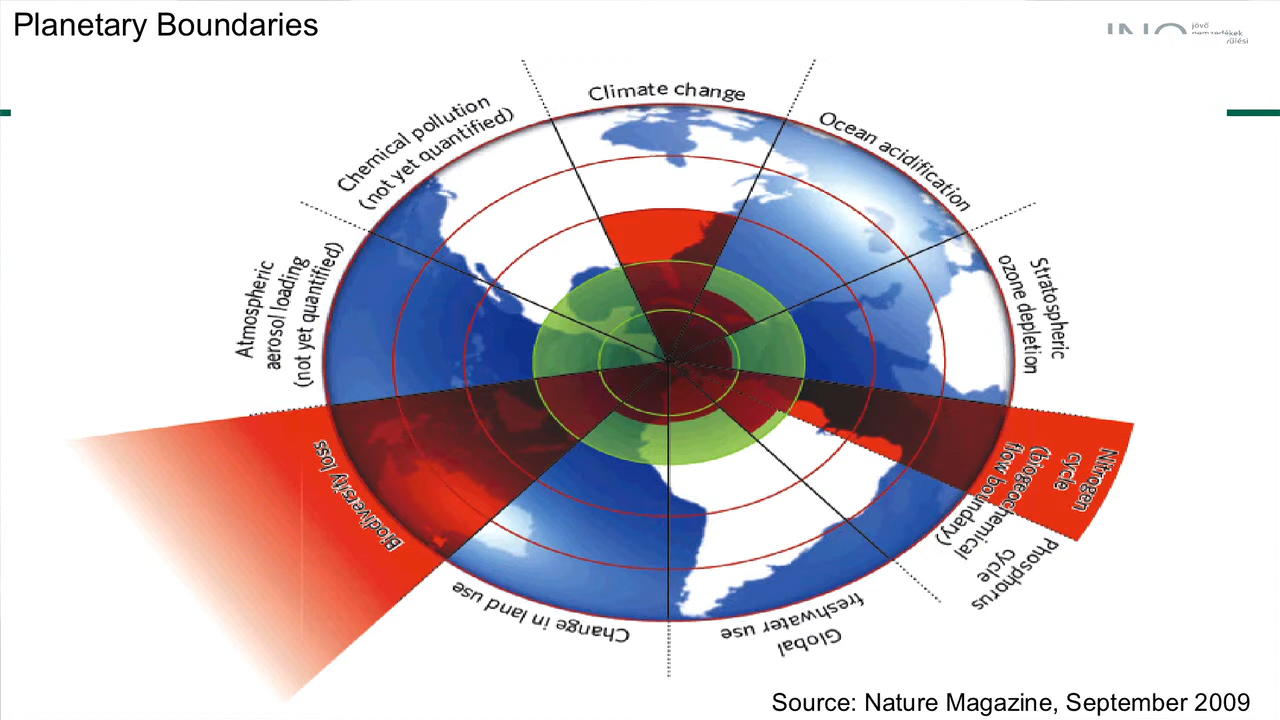 Planetary Boundaries
jövő
nemzedékek
Climate change
Chemical pollution
(not yet quantified)
Ocean acidification
Atmospheric
aerosol loading
(not yet quantified)
Stratospheric
ozone depletion
Biodiversity loss
Nitrogen
cycle
(biogeochemical
flow boundary)
Phosphorus
cycle
Change in land use
Global
freshwater use
Source: Nature Magazine, September 2009